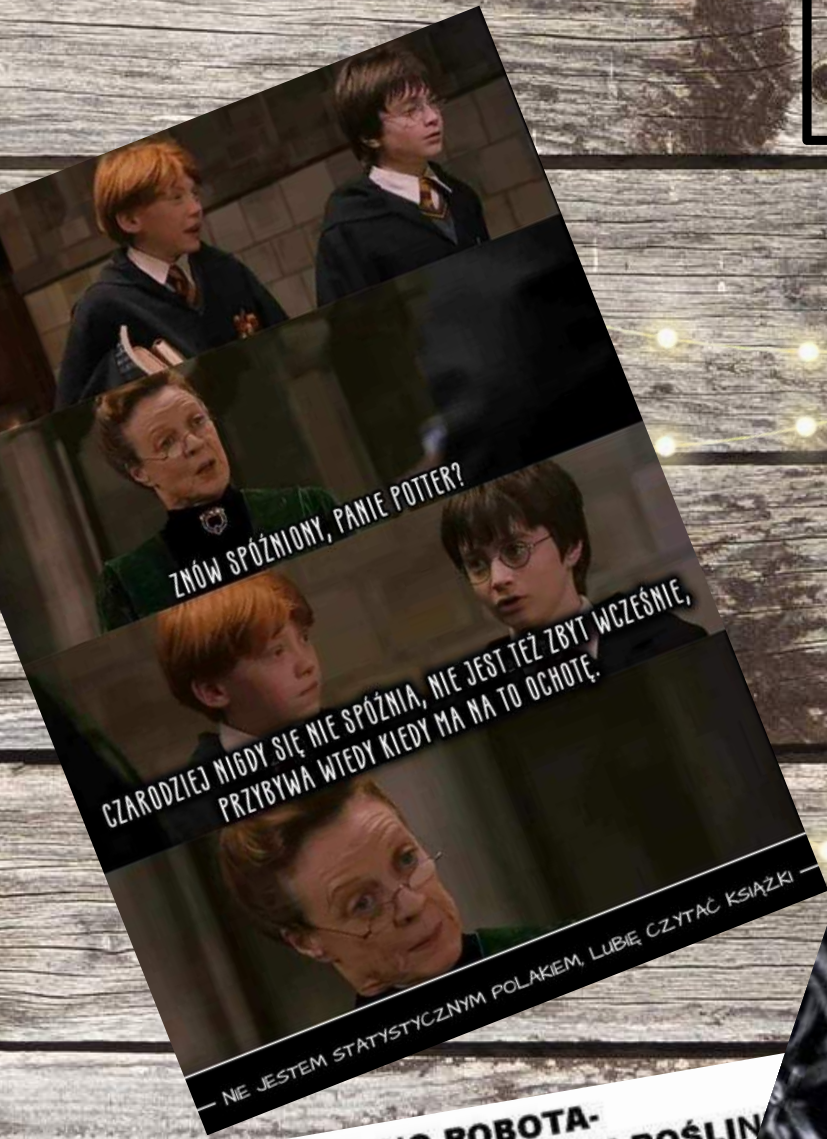 ZNÓW SPÓŹNIONY, PANIE POTTER?
CZARODZIEJ NIGDY SIĘ NIE SPÓŹNIA, NIE JEST TEŻ ZBYT WCZEŚNIE,
PRZYBYWA WTEDY KIEDY MA NA TO OCHOTĘ.
— NIE JESTEM STATYSTYCZNYM POLAKIEM, LUBIĘ CZYTAĆ KSIĄŻKI —
ROBOTA-